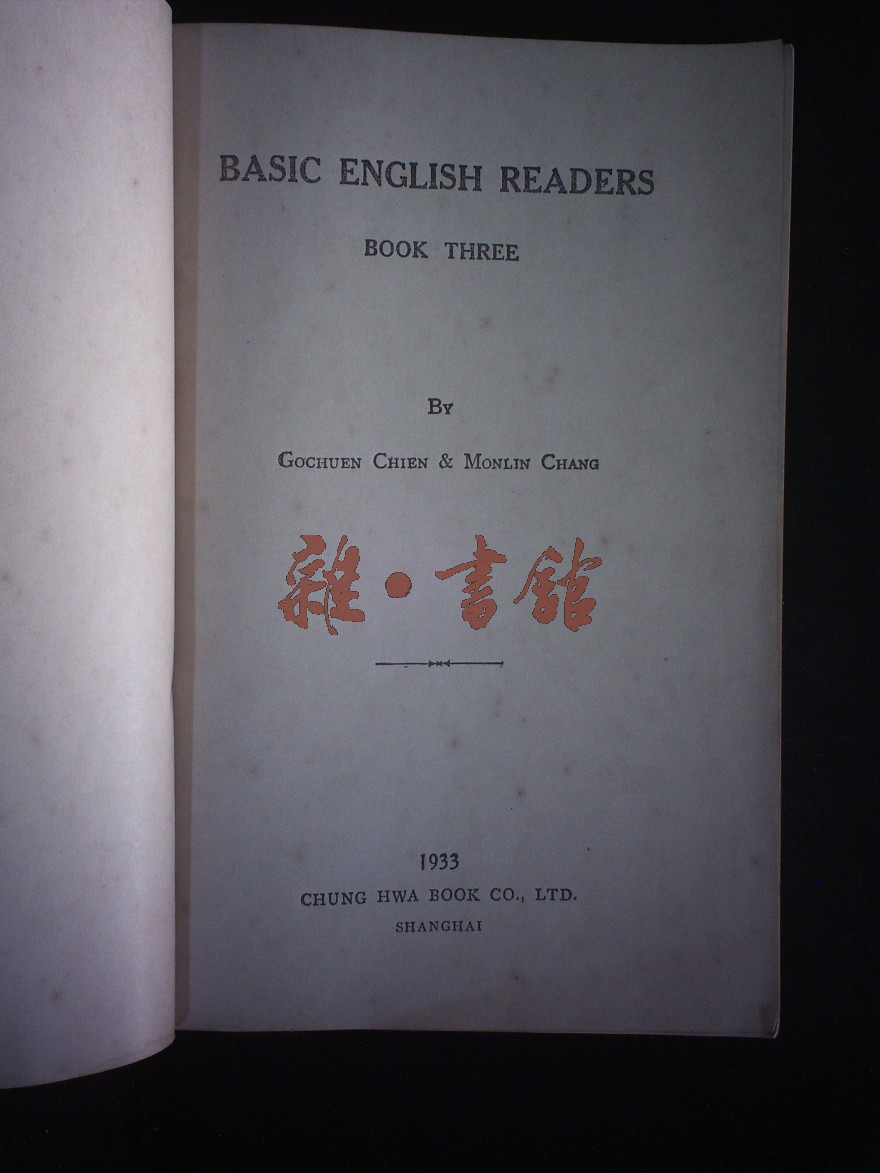 BASIC ENGLISH READERS
BOOK THREE
By
Gochuen Chien & Monlin Chang
雜·書館
1933
CHUNG HWA BOOK CO., LTD.
SHANGHAI